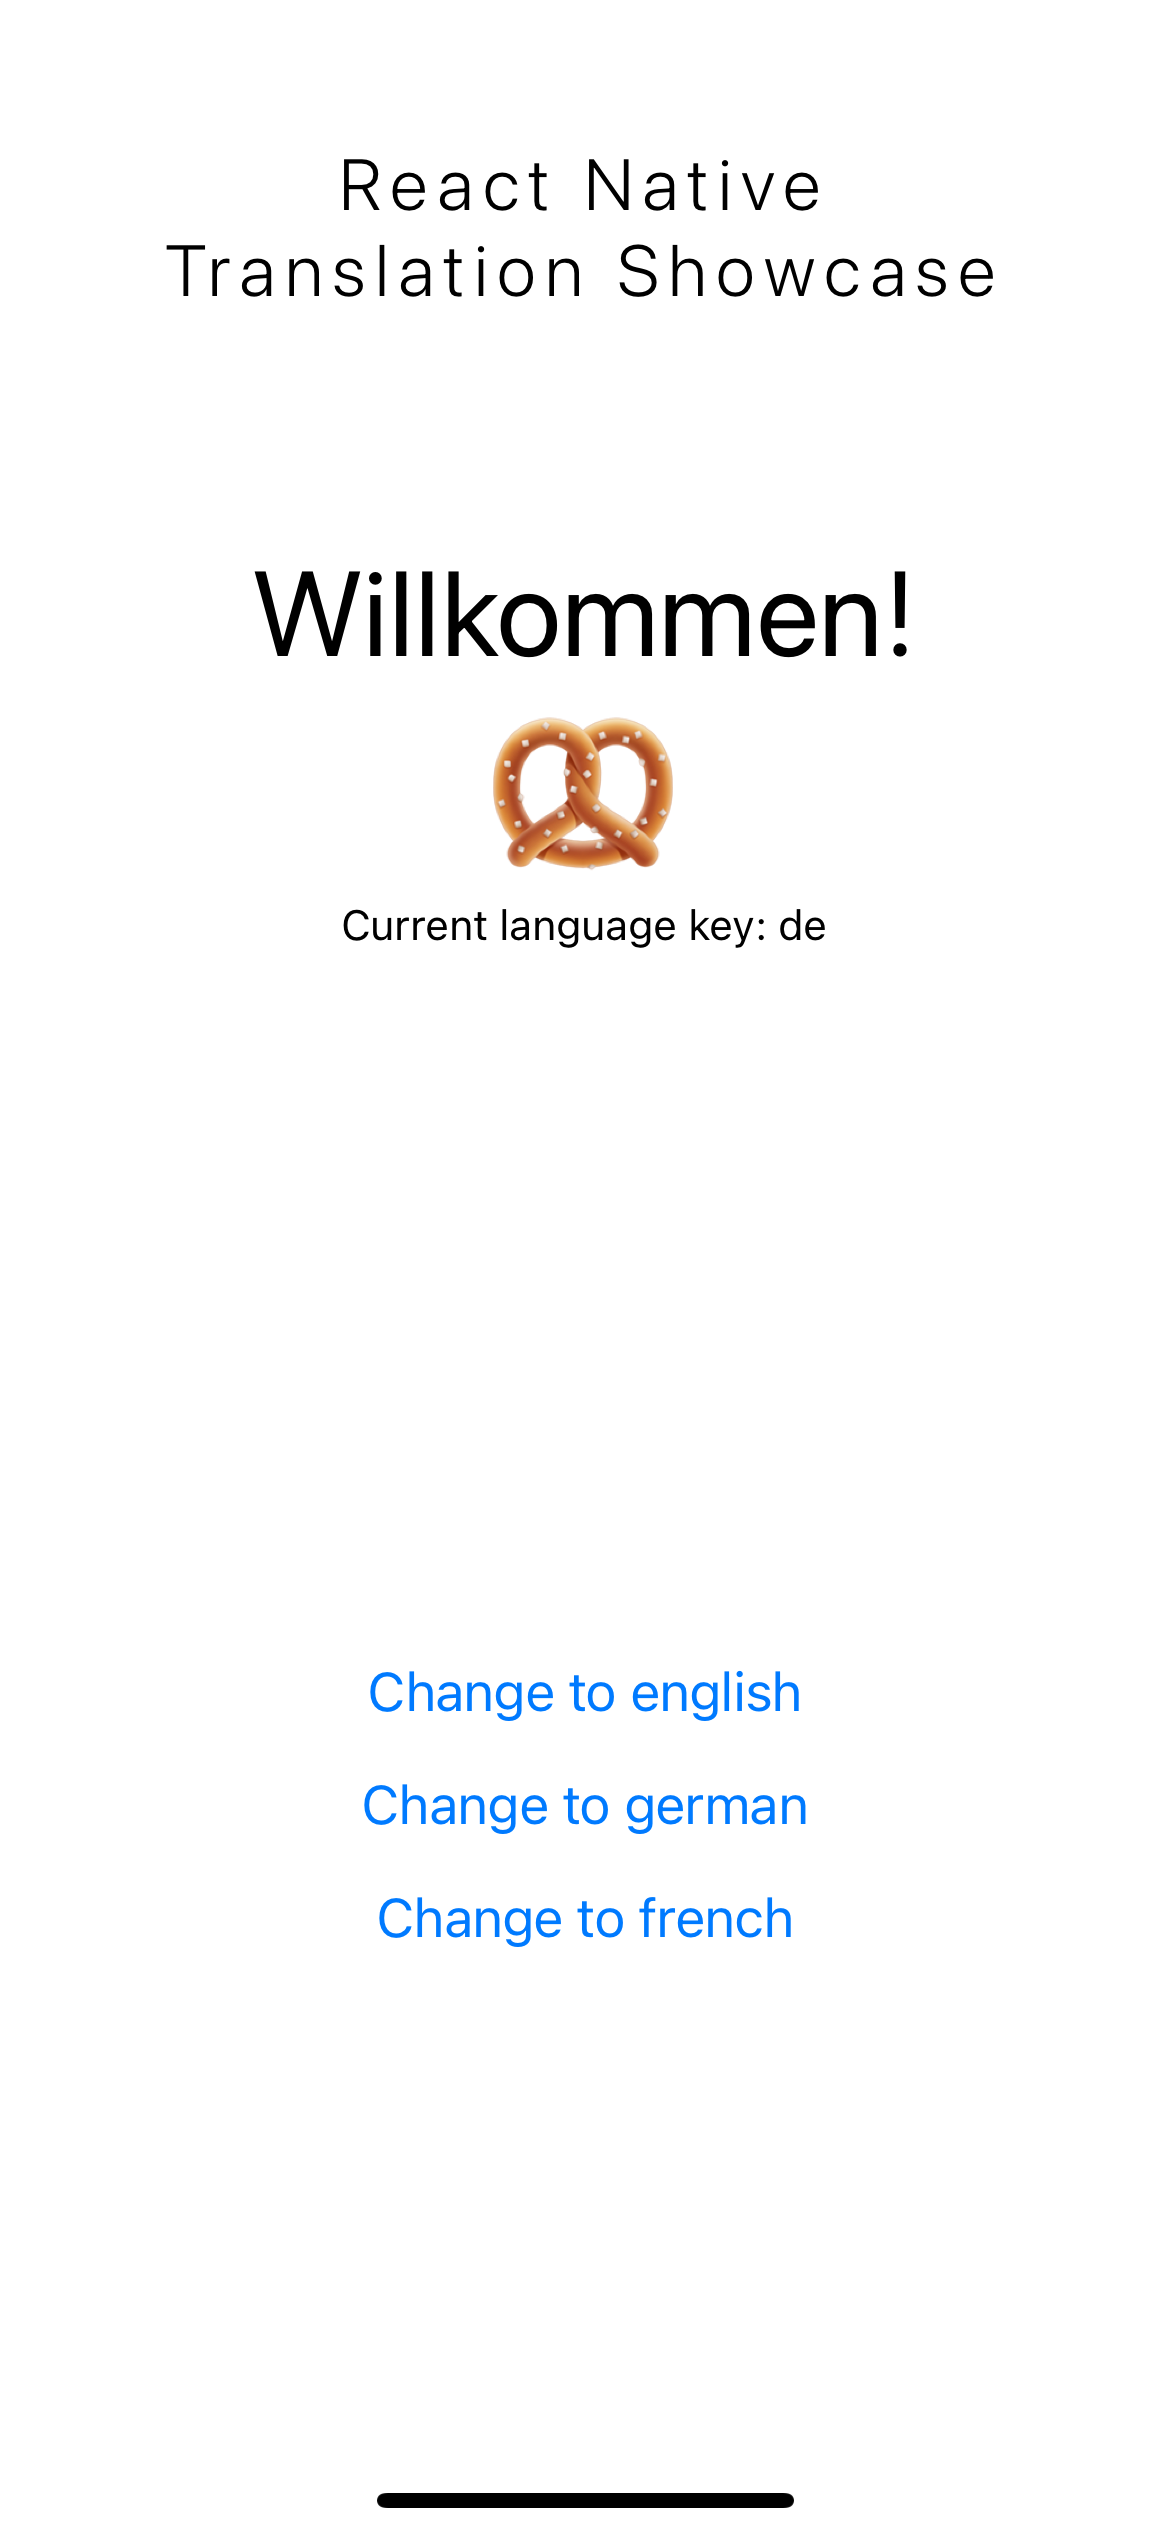 React Native
Translation Showcase
Willkommen!
Current language key: de
Change to english
Change to german
Change to french